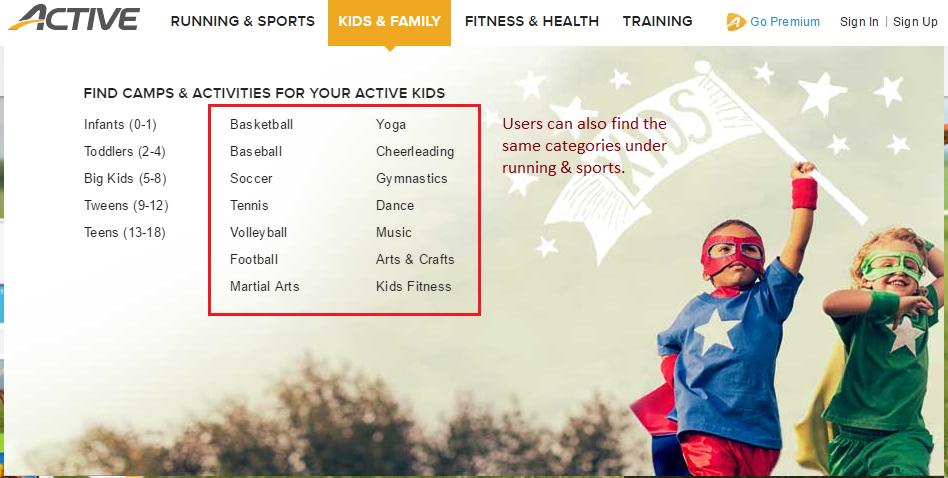 ACTIVE
RUNNING & SPORTS
KIDS & FAMILY
FITNESS & HEALTH
TRAINING
Go Premium
Sign In | Sign Up
FIND CAMPS & ACTIVITIES FOR YOUR ACTIVE KIDS
Infants (0-1)
Toddlers (2-4)
Big Kids (5-8)
Tweens (9-12)
Teens (13-18)
Basketball
Baseball
Soccer
Tennis
Volleyball
Football
Martial Arts
Yoga
Cheerleading
Gymnastics
Dance
Music
Arts & Crafts
Kids Fitness
Users can also find the
same categories under
running & sports.
KIDS